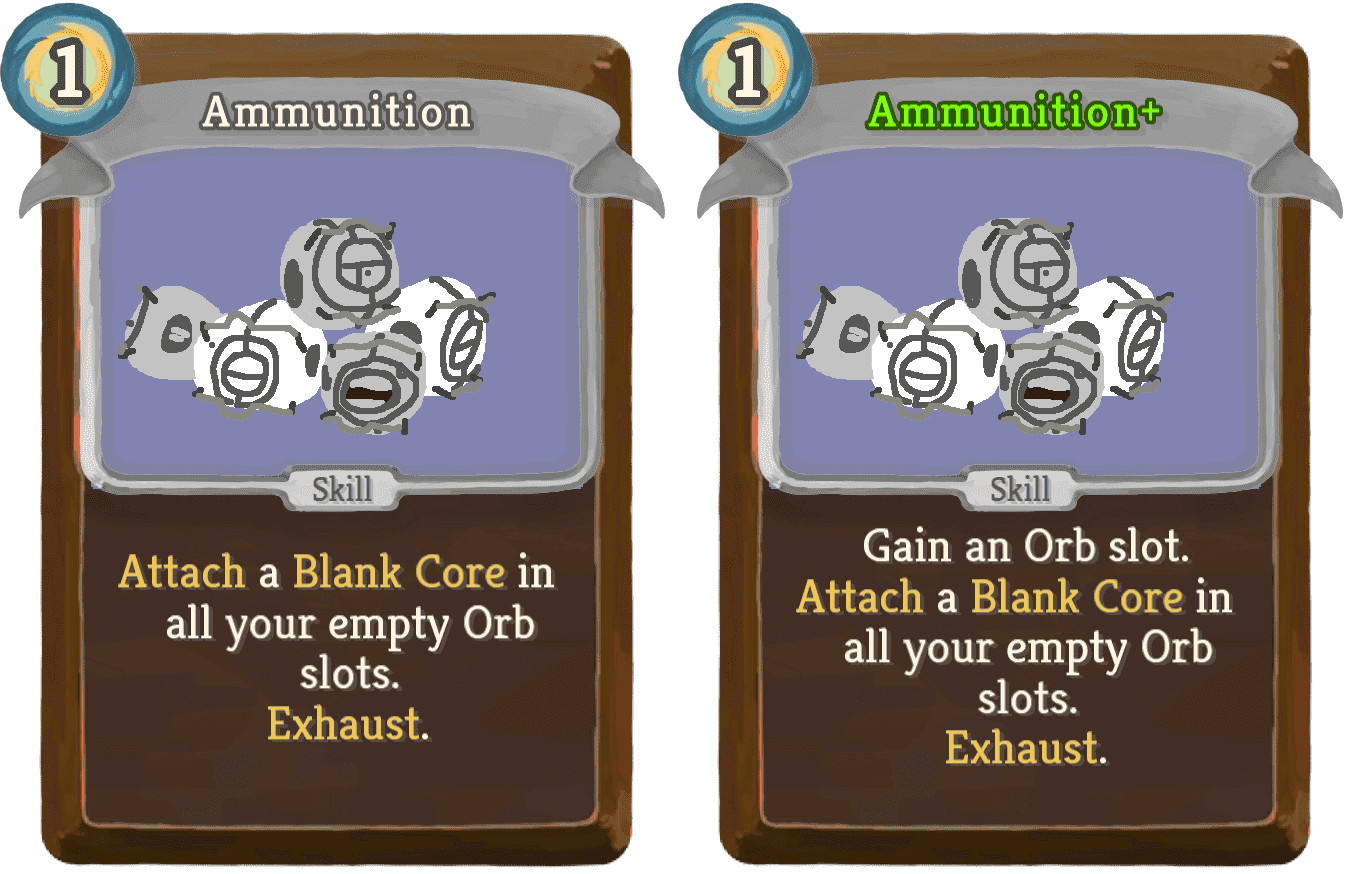 1
Ammunition
Skill
Attach a Blank Core in
all your empty Orb
slots.
Exhaust.
1
Ammunition+
Skill
Gain an Orb slot.
Attach a Blank Core in
all your empty Orb
slots.
Exhaust.